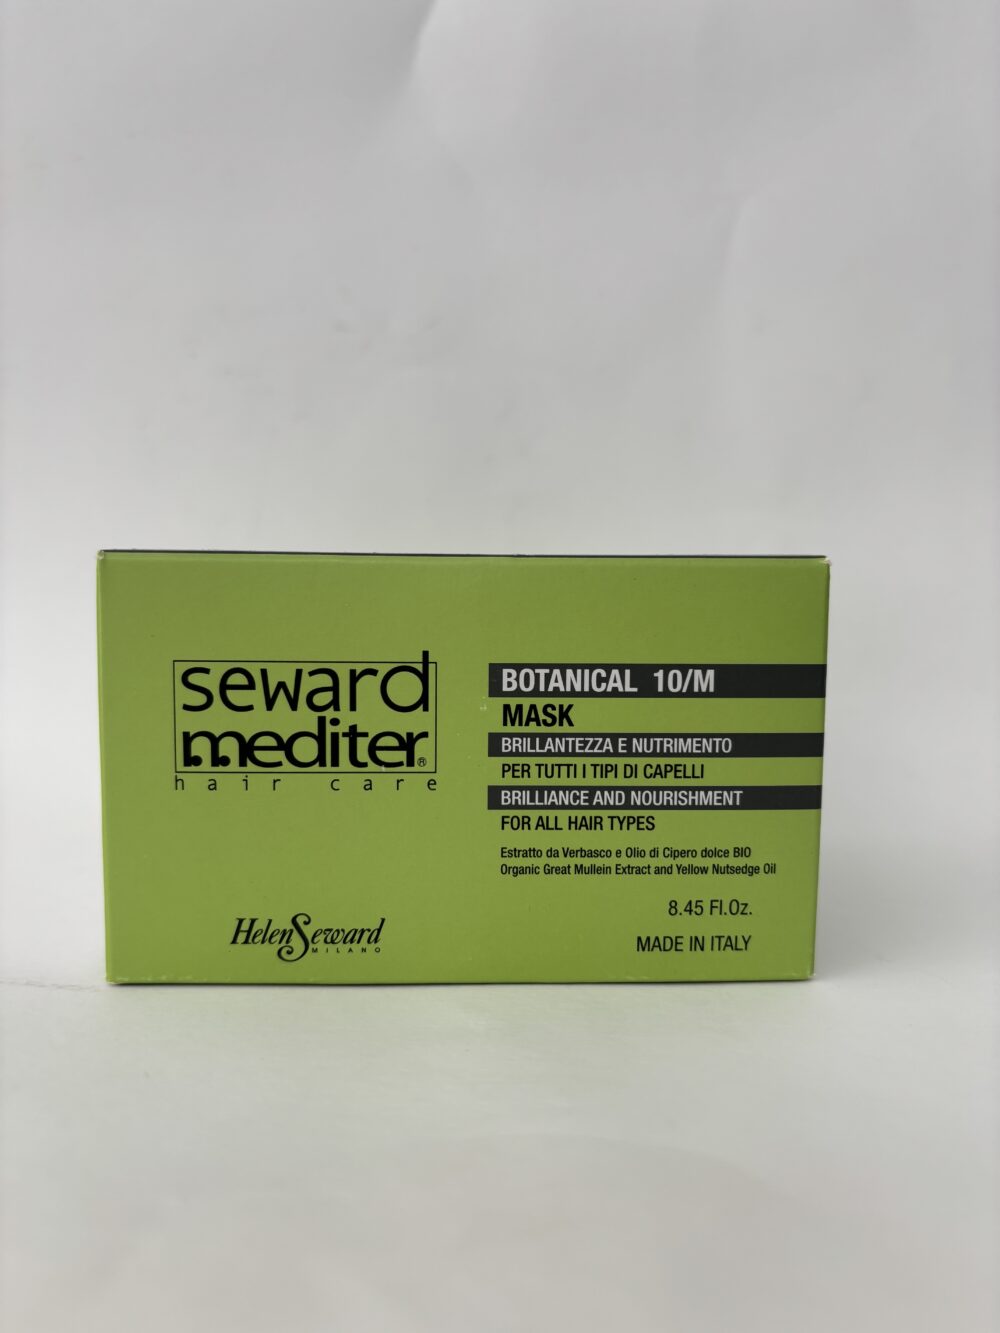 seward
mediter®
hair care
Helen Seward
MILANO
BOTANICAL 10/M
MASK
BRILLANTEZZA E NUTRIMENTO
PER TUTTI I TIPI DI CAPELLI
BRILLIANCE AND NOURISHMENT
FOR ALL HAIR TYPES
Estratto da Verbasco e Olio di Cipero dolce BIO
Organic Great Mullein Extract and Yellow Nutsedge Oil
8.45 Fl.Oz.
MADE IN ITALY